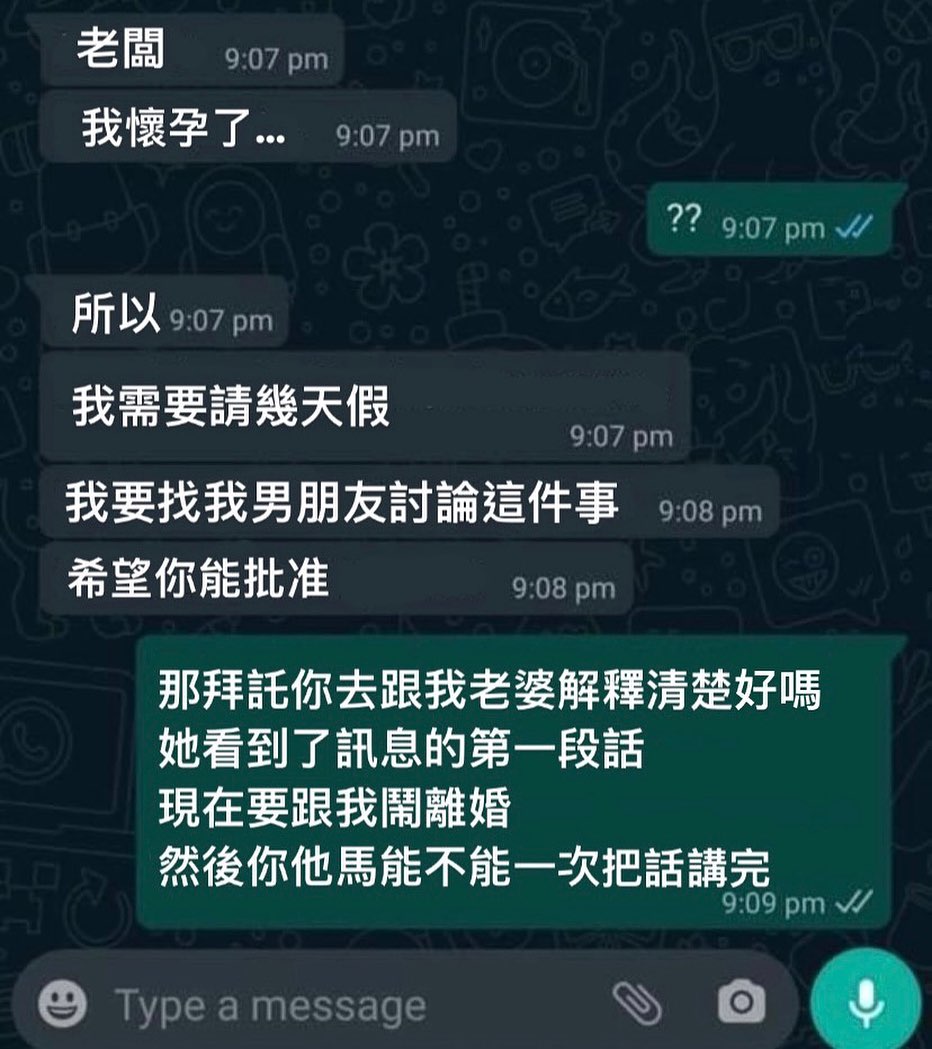 老闆 9:07 pm
我懷孕了... 9:07 pm
?? 9:07 pm
所以 9:07 pm
我需要請幾天假
9:07 pm
我要找我男朋友討論這件事 9:08 pm
希望你能批准 9:08 pm
那拜託你去跟我老婆解釋清楚好嗎
她看到了訊息的第一段話
現在要跟我鬧離婚
然後你他馬能不能一次把話講完
9:09 pm
Type a message